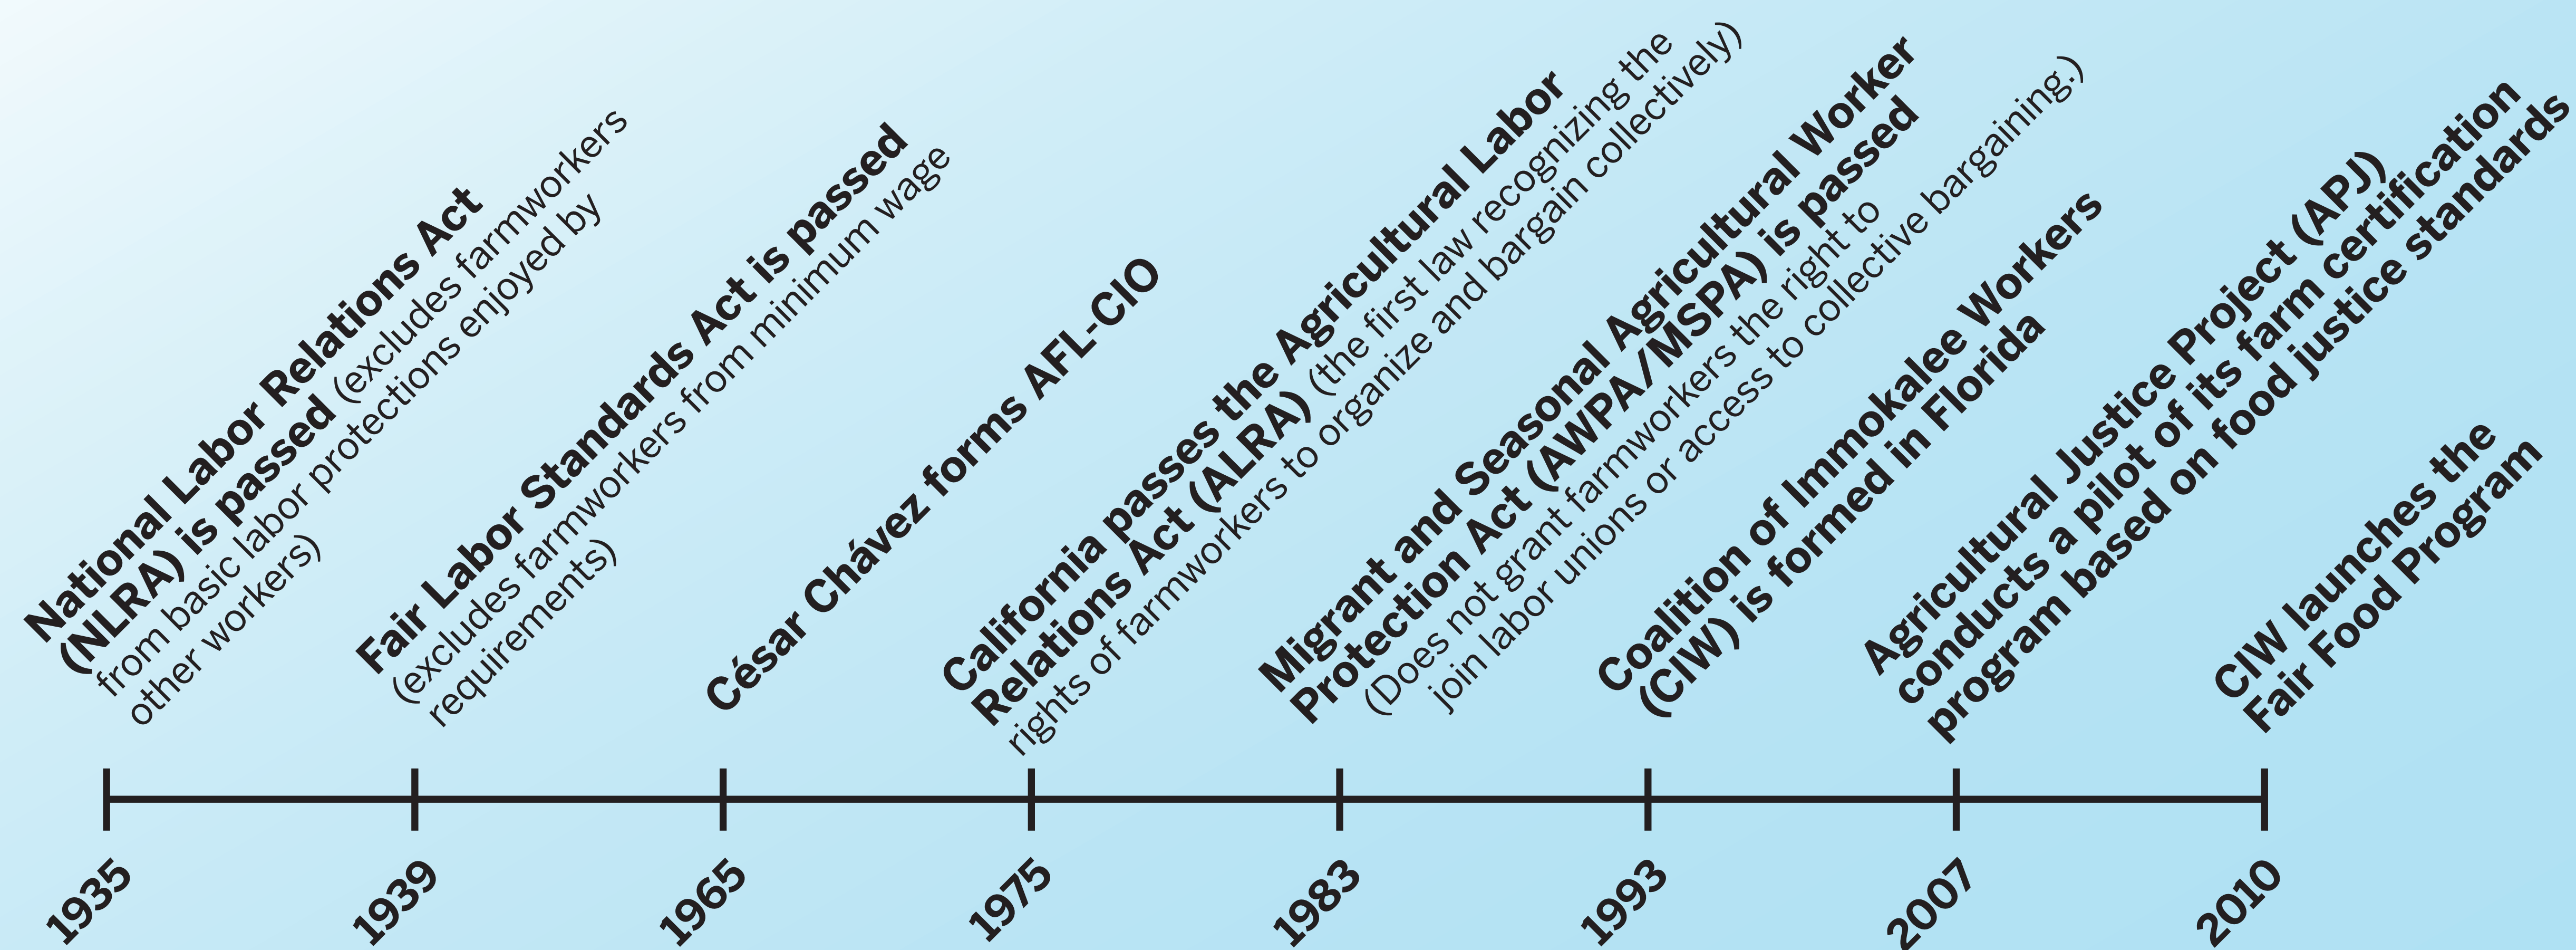 National Labor Relations Act
(NLRA) is passed (excludes farmworkers
from basic labor protections enjoyed by
other workers)
Fair Labor Standards Act is passed
(excludes farmworkers from minimum wage
requirements)
César Chávez forms AFL-CIO
California passes the Agricultural Labor
Relations Act (ALRA) (the first law recognizing the
rights of farmworkers to organize and bargain collectively)
Migrant and Seasonal Agricultural Worker
Protection Act (AWPA/MSPA) is passed
(Does not grant farmworkers the right to
join labor unions or access to collective bargaining.)
Coalition of Immokalee Workers
(CIW) is formed in Florida
Agricultural Justice Project (APJ)
conducts a pilot of its farm certification
program based on food justice standards
CIW launches the
Fair Food Program
1935
1939
1965
1975
1983
1993
2007
2010